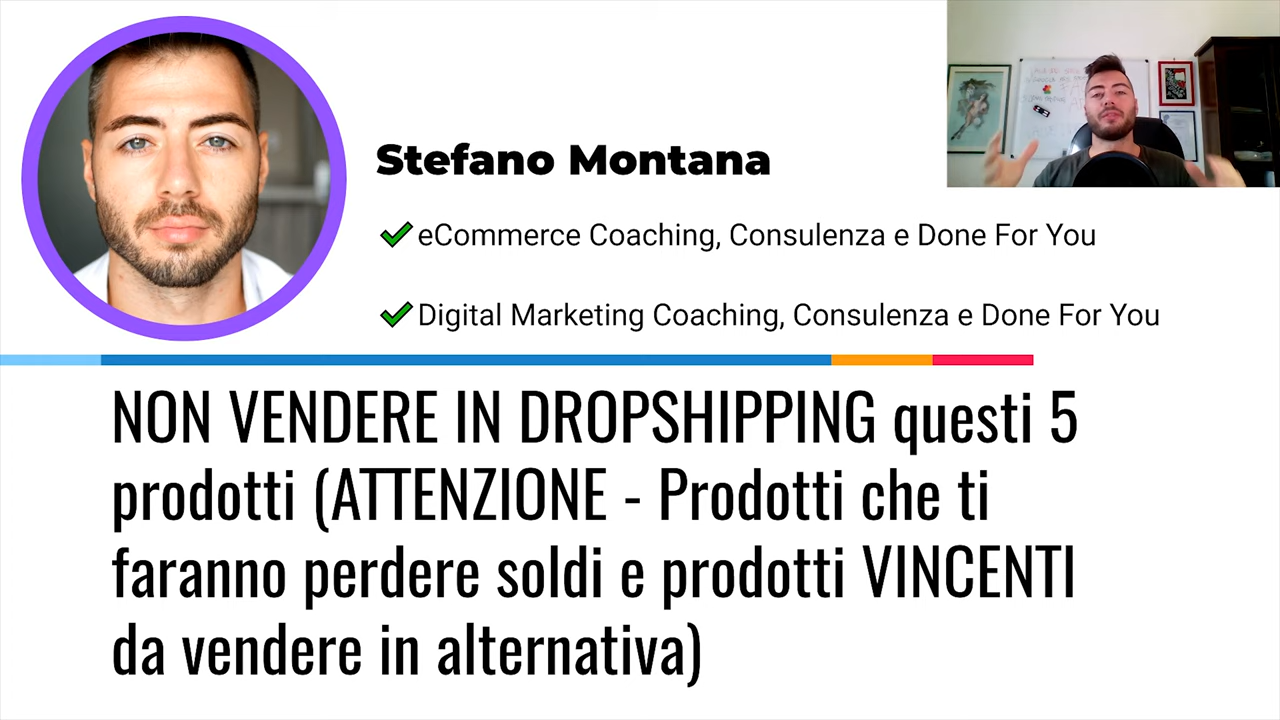 Stefano Montana
eCommerce Coaching, Consulenza e Done For You
Digital Marketing Coaching, Consulenza e Done For You
NON VENDERE IN DROPSHIPPING questi 5
prodotti (ATTENZIONE - Prodotti che ti
faranno perdere soldi e prodotti VINCENTI
da vendere in alternativa)